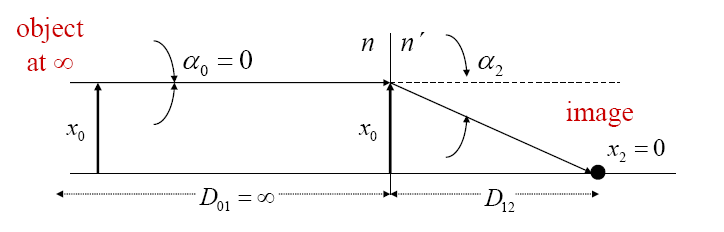 object
at ∞
α₀ = 0
n n´
α₂
x₀
x₀
image
x₂ = 0
D₀₁ = ∞
D₁₂